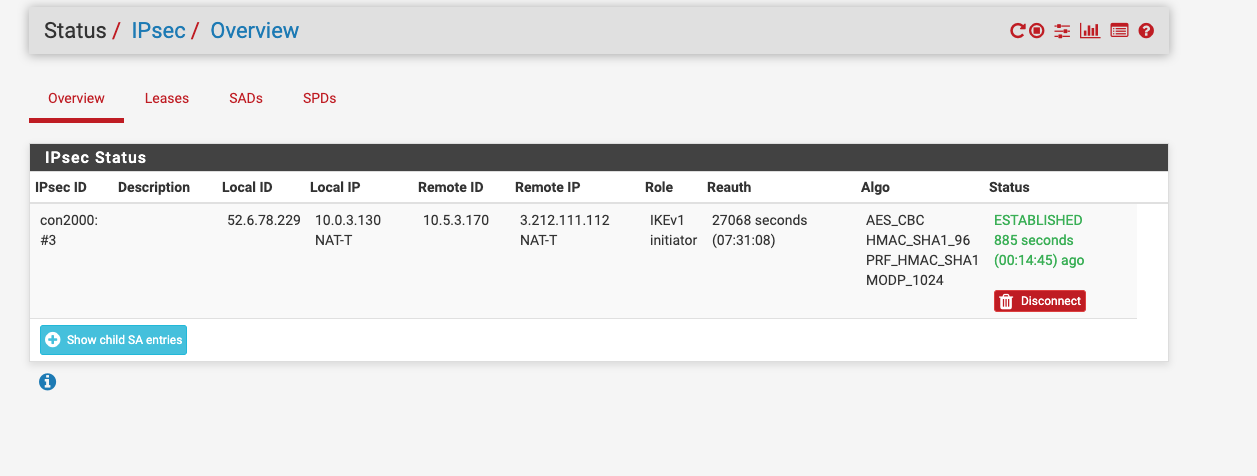 Status / IPsec / Overview
Overview Leases SADs SPDs
IPsec Status
IPsec ID Description Local ID Local IP Remote ID Remote IP Role Reauth Algo Status
con2000: 52.6.78.229 10.0.3.130 10.5.3.170 3.212.111.112 IKEv1 27068 seconds AES_CBC ESTABLISHED
#3 NAT-T NAT-T initiator (07:31:08) HMAC_SHA1_96 885 seconds
PRF_HMAC_SHA1 (00:14:45) ago
MODP_1024
Disconnect
Show child SA entries